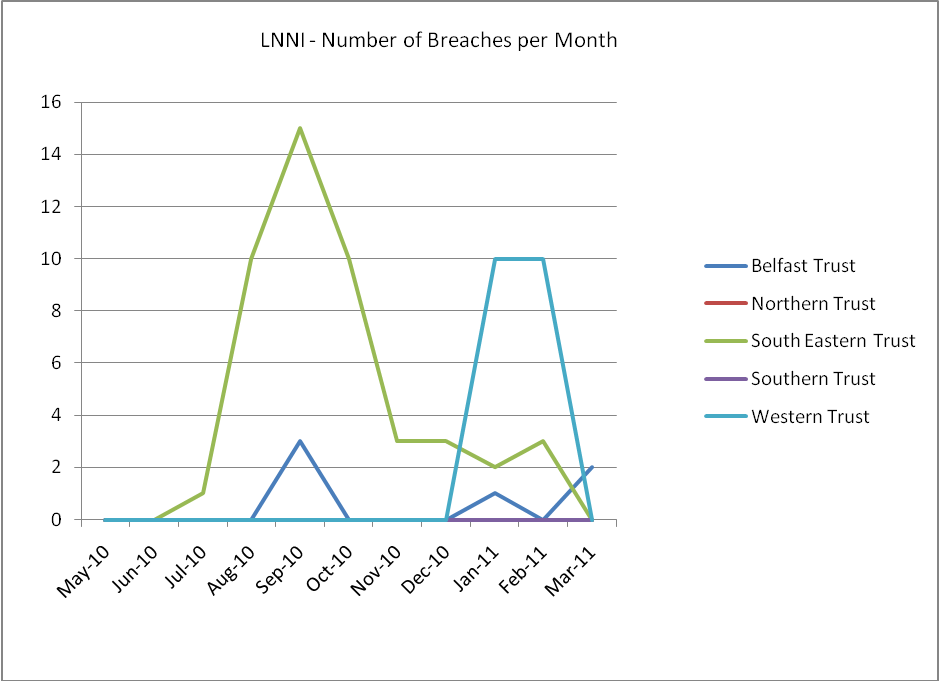 LNNI - Number of Breaches per Month
16
14
12
10
8
6
4
2
0
May-10
Jun-10
Jul-10
Aug-10
Sep-10
Oct-10
Nov-10
Dec-10
Jan-11
Feb-11
Mar-11
Belfast Trust
Northern Trust
South Eastern Trust
Southern Trust
Western Trust